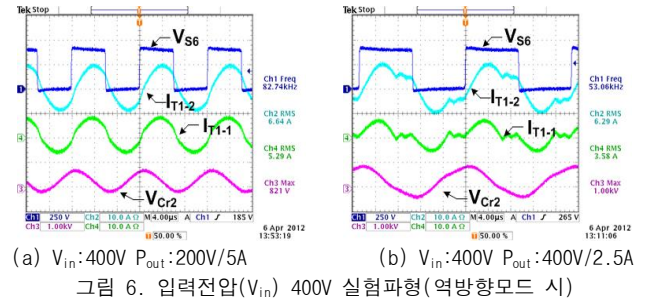 Tek Stop
V_S6
I_T1-2
I_T1-1
V_Cr2
1
4
3
Ch1 Freq
82.74kHz
Ch2 RMS
6.64 A
Ch4 RMS
5.29 A
Ch3 Max
821 V
Ch1 250 V Ch2 10.0 A Ω M 4.00µs A Ch1 ∫ 185 V
Ch3 1.00kV Ch4 10.0 A Ω
50.00 %
6 Apr 2012
13:53:19
Tek Stop
V_S6
I_T1-2
I_T1-1
V_Cr2
1
4
3
Ch1 Freq
53.06kHz
Ch2 RMS
6.29 A
Ch4 RMS
3.58 A
Ch3 Max
1.00kV
Ch1 250 V Ch2 10.0 A Ω M 4.00µs A Ch1 ∫ 265 V
Ch3 1.00kV Ch4 10.0 A Ω
50.00 %
6 Apr 2012
13:11:06
(a) V_in:400V P_out:200V/5A
(b) V_in:400V P_out:400V/2.5A
그림 6. 입력전압(V_in) 400V 실험파형(역방향모드 시)